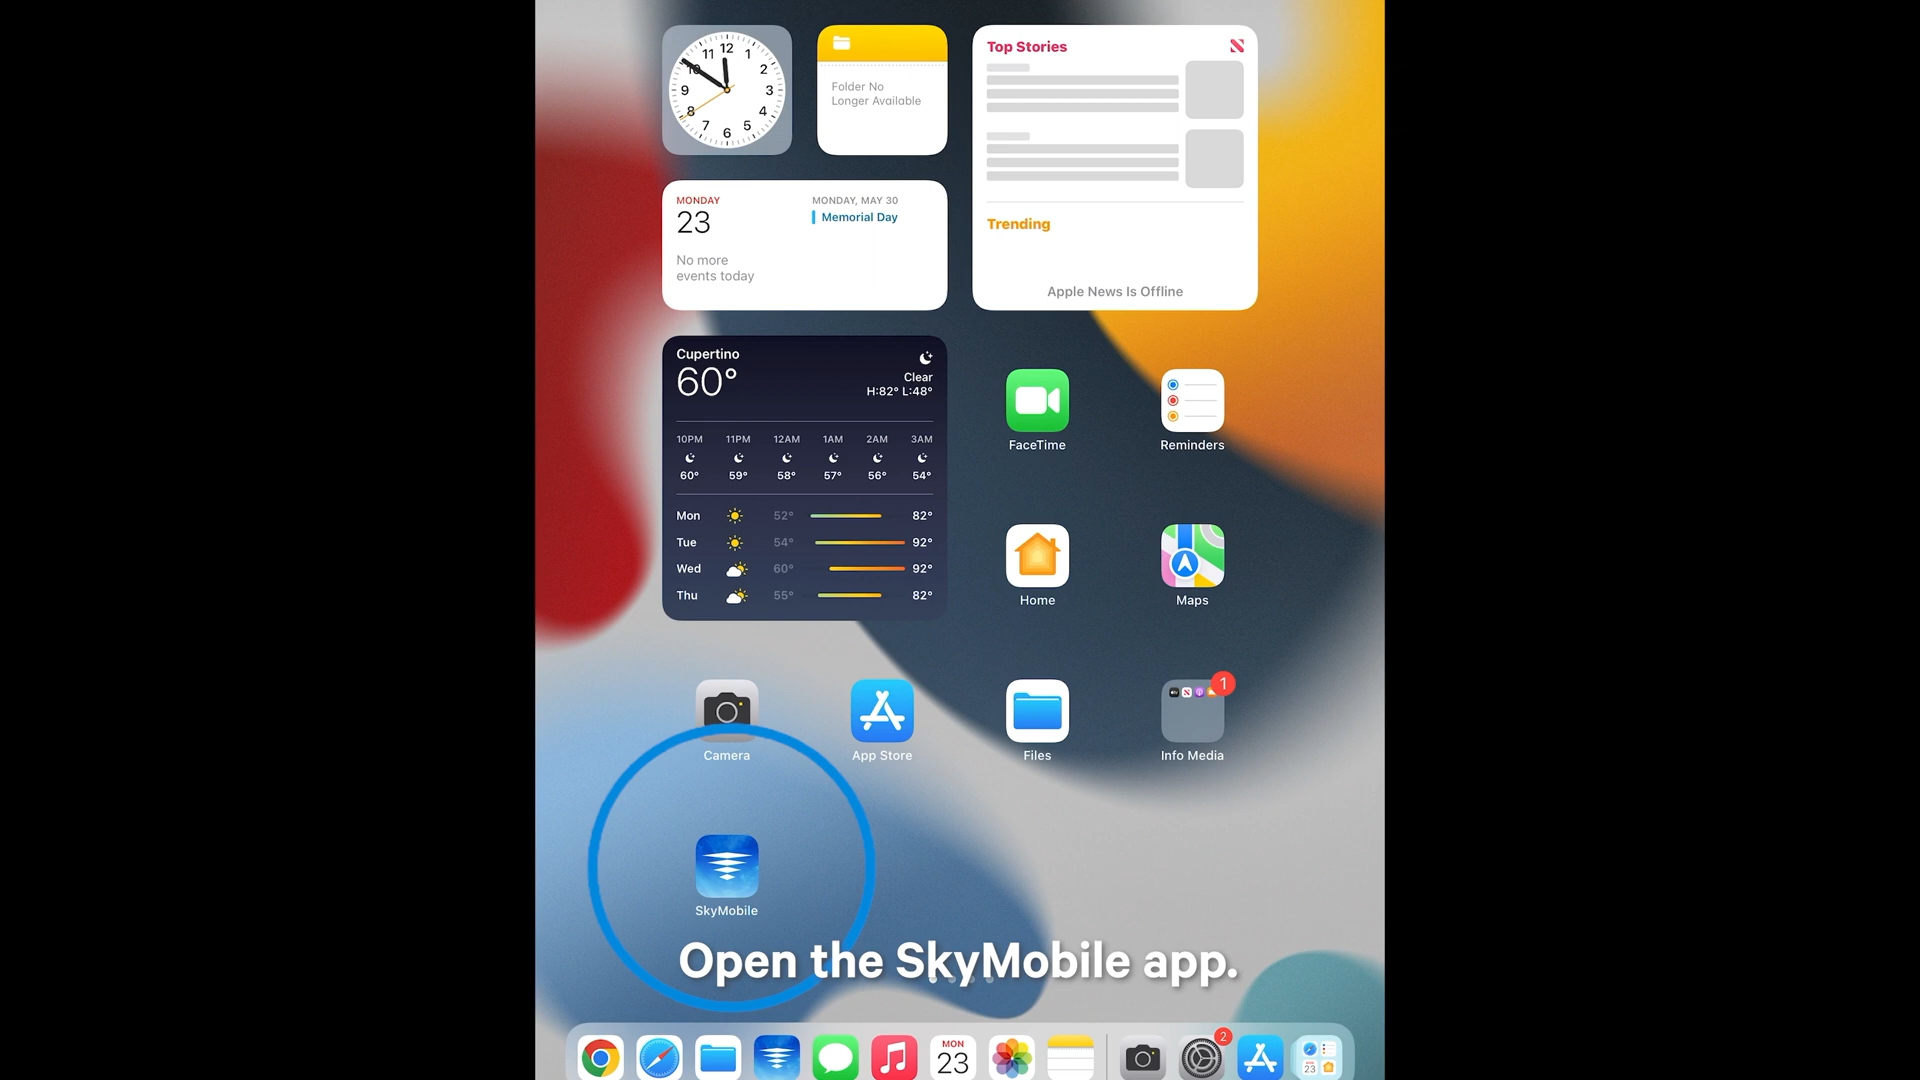 12
1
2
3
4
5
6
7
8
9
10
11
Folder No
Longer Available
Top Stories
Trending
Apple News Is Offline
MONDAY
23
No more
events today
MONDAY, MAY 30
Memorial Day
Cupertino
60°
Clear
H:82° L:48°
10PM 11PM 12AM 1AM 2AM 3AM
60° 59° 58° 57° 56° 54°
Mon 52° 82°
Tue 54° 92°
Wed 60° 92°
Thu 55° 82°
FaceTime
Reminders
Home
Maps
1
Camera
App Store
Files
Info Media
SkyMobile
Open the SkyMobile app.
MON
23
2
23